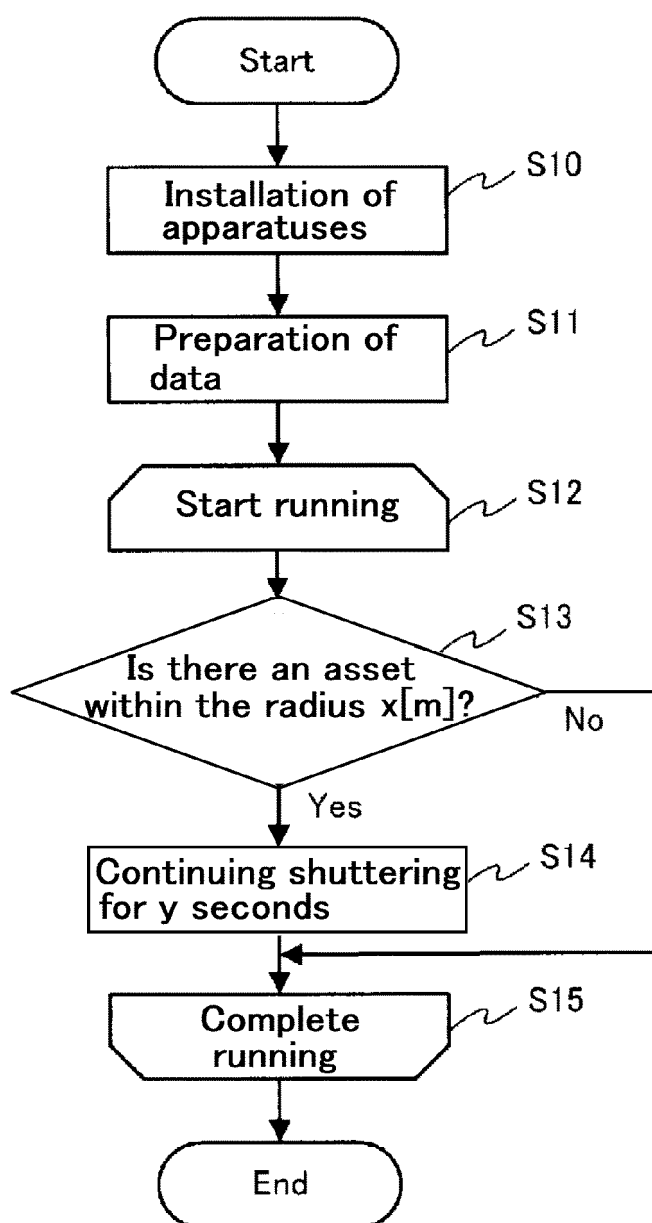 Start
S10
Installation of
apparatuses
S11
Preparation of
data
S12
Start running
S13
Is there an asset
within the radius x[m]?
No
Yes
S14
Continuing shuttering
for y seconds
S15
Complete
running
End